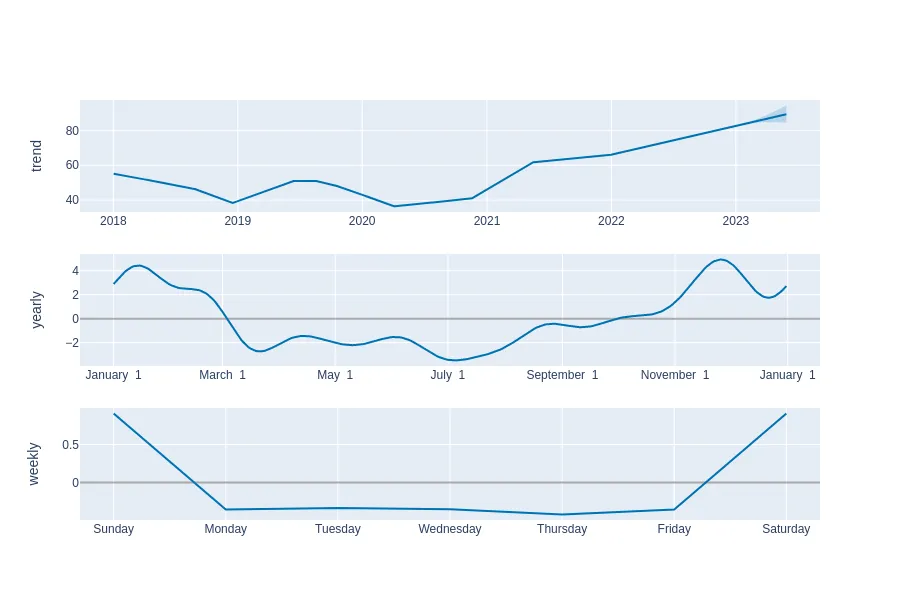 trend
80
60
40
2018 2019 2020 2021 2022 2023
yearly
4
2
0
−2
January 1 March 1 May 1 July 1 September 1 November 1 January 1
weekly
0.5
0
Sunday Monday Tuesday Wednesday Thursday Friday Saturday